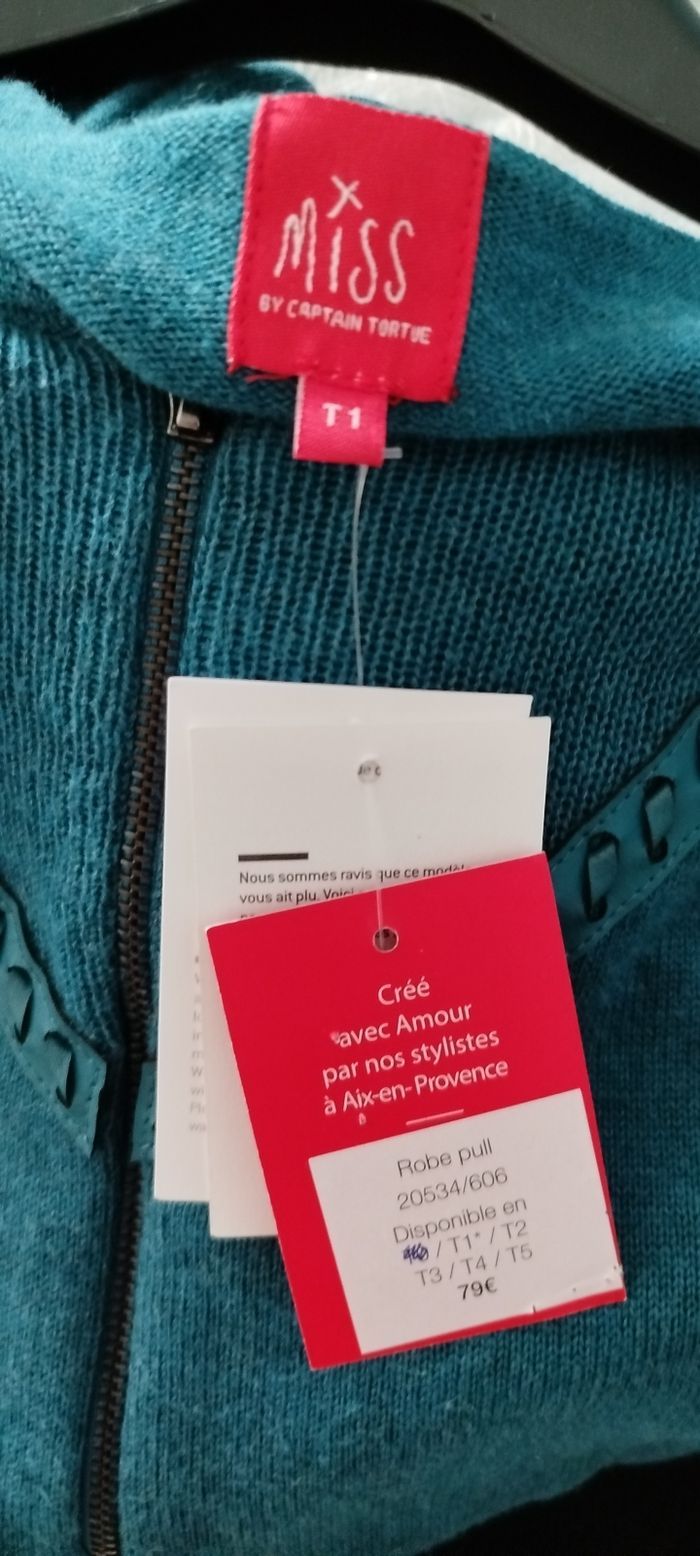 MISS
BY CAPTAIN TORTUE
T1
Nous sommes ravis que ce modèle
vous ait plu. Voici
Créé
avec Amour
par nos stylistes
à Aix-en-Provence
Robe pull
20534/606
Disponible en
/ T1* / T2
T3 / T4 / T5
79€